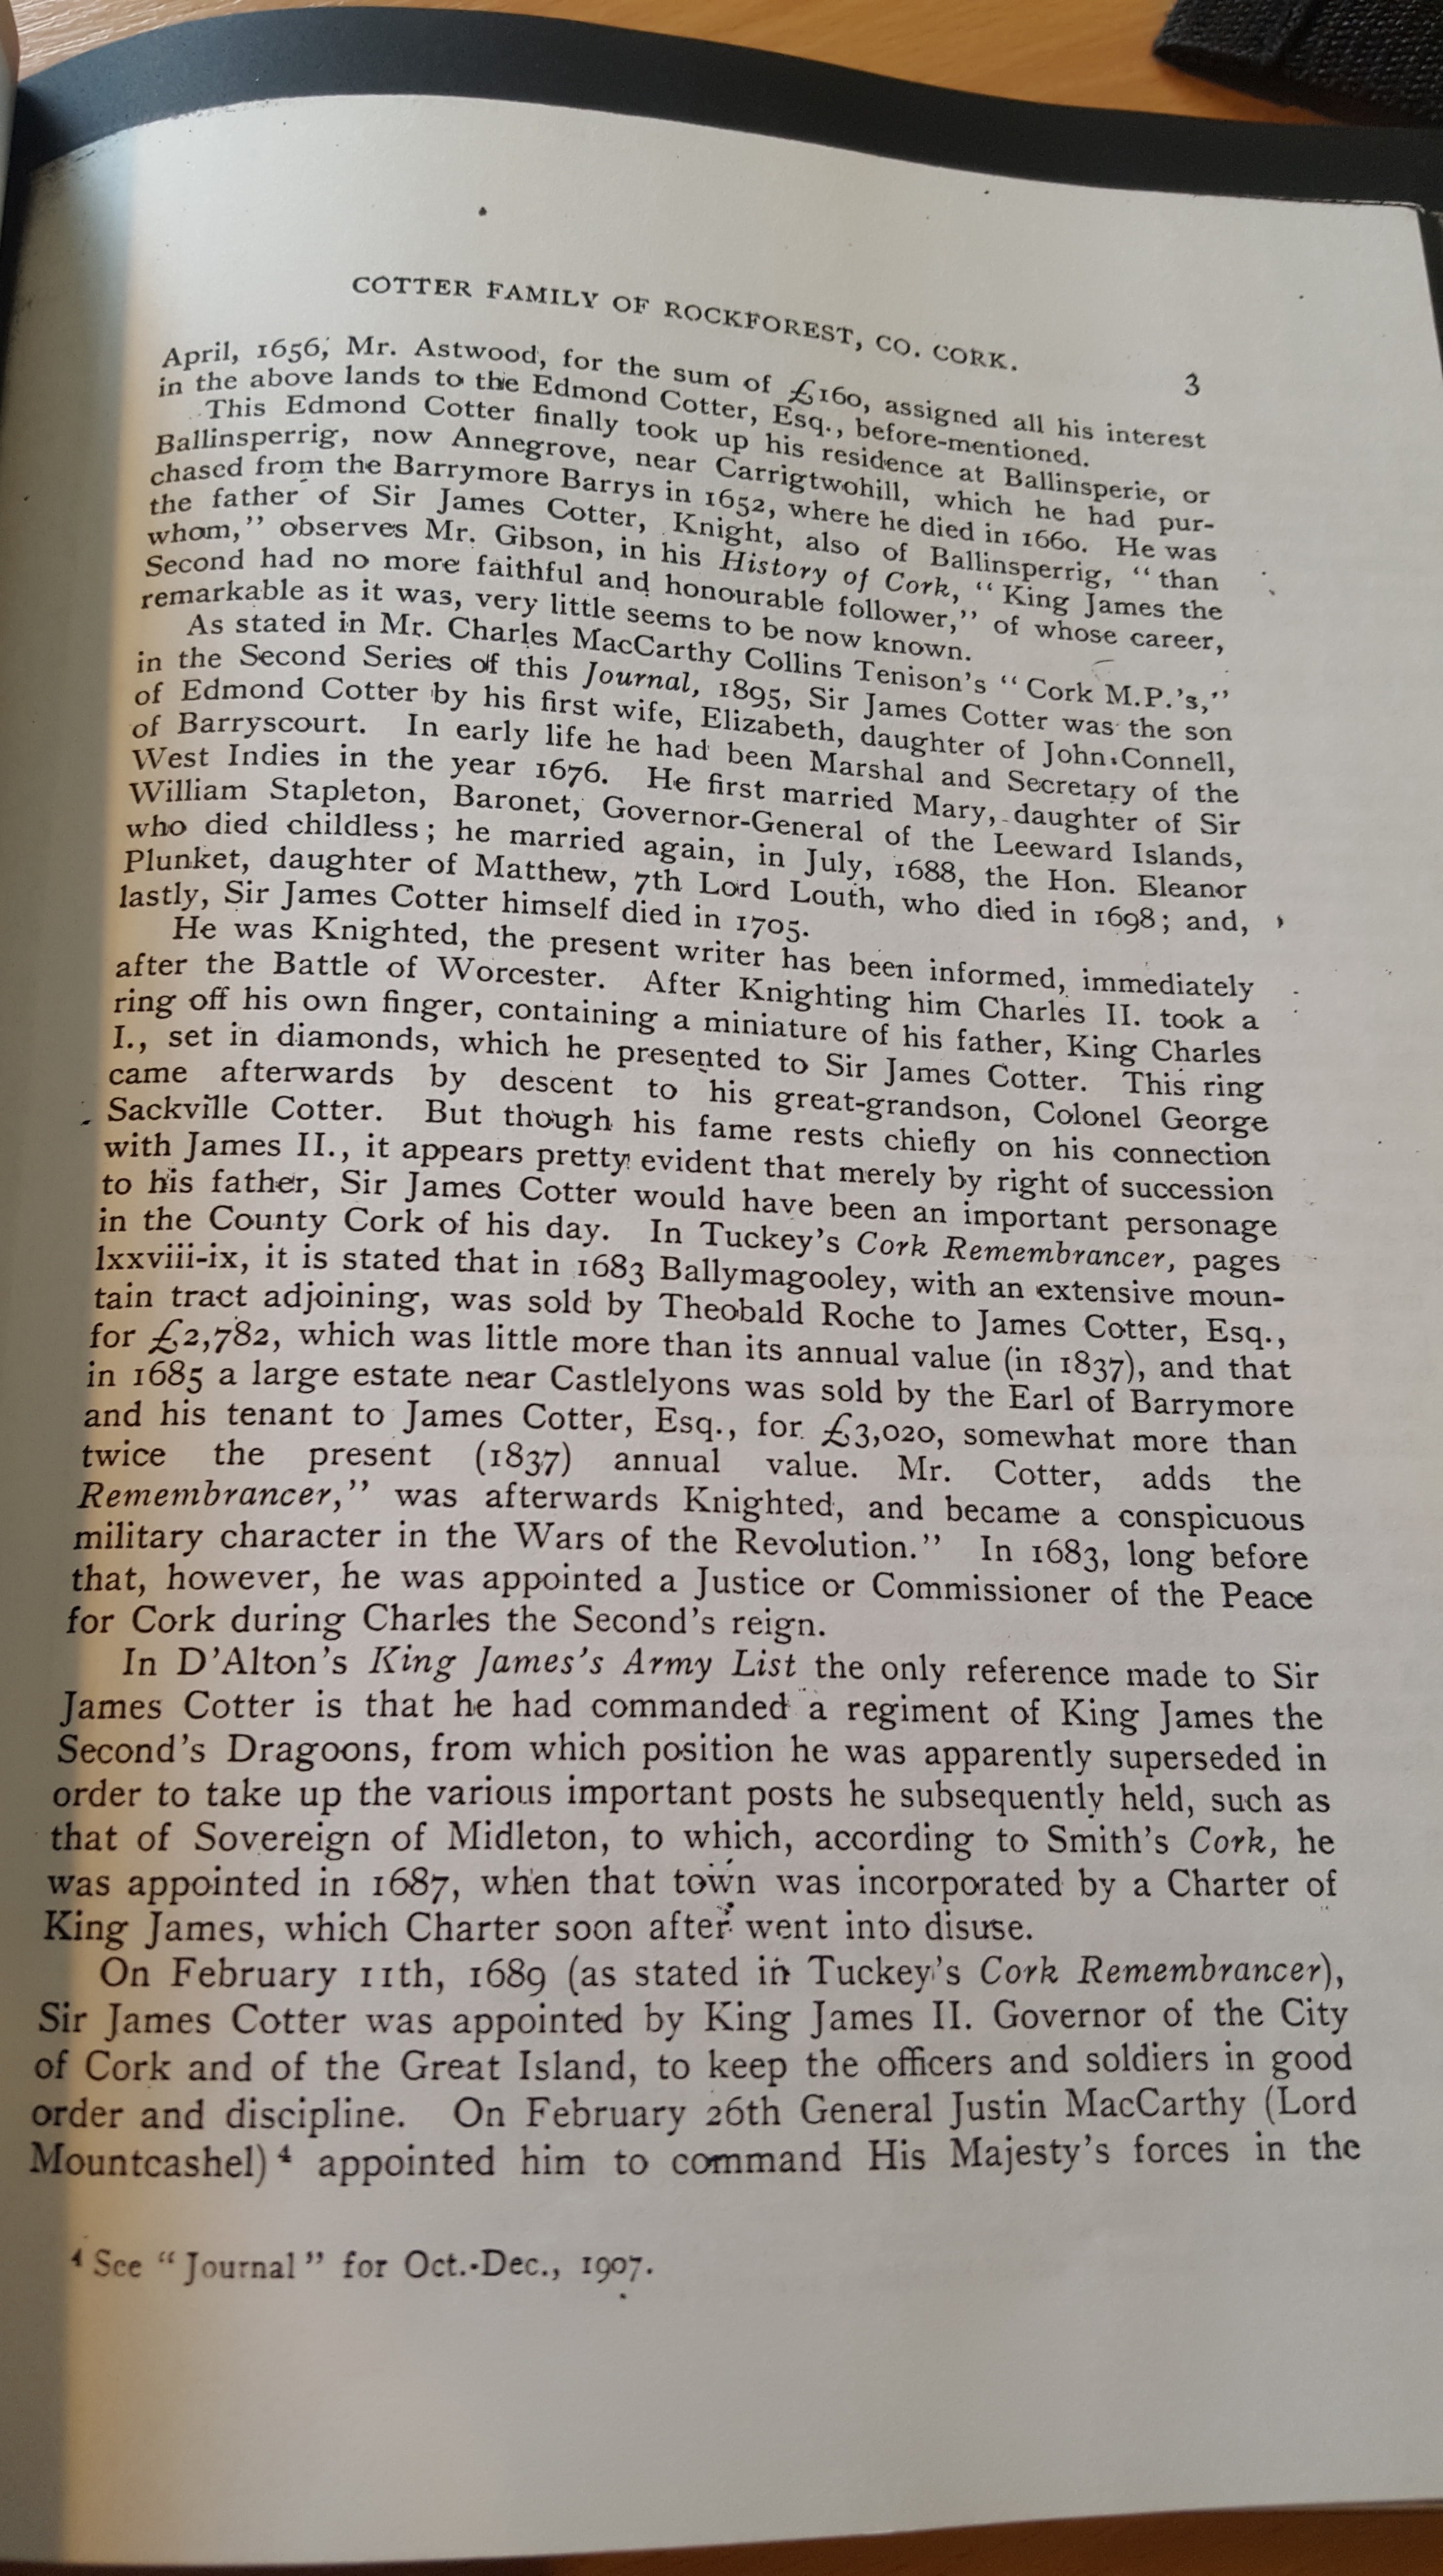 COTTER FAMILY OF ROCKFOREST, CO. CORK.
3
April, 1656, Mr. Astwood, for the sum of £160, assigned all his interest
in the above lands to the Edmond Cotter, Esq., before-mentioned.
This Edmond Cotter finally took up his residence at Ballinsperie, or
Ballinsperrig, now Annegrove, near Carrigtwohill, which he had pur-
chased from the Barrymore Barrys in 1652, where he died in 1660. He was
the father of Sir James Cotter, Knight, also of Ballinsperrig, “than
whom,” observes Mr. Gibson, in his History of Cork, “King James the
Second had no more faithful and honourable follower,” of whose career,
remarkable as it was, very little seems to be now known.
As stated in Mr. Charles MacCarthy Collins Tenison's “Cork M.P.'s,”
in the Second Series of this Journal, 1895, Sir James Cotter was the son
of Edmond Cotter by his first wife, Elizabeth, daughter of John Connell,
of Barryscourt. In early life he had been Marshal and Secretary of the
West Indies in the year 1676. He first married Mary, daughter of Sir
William Stapleton, Baronet, Governor-General of the Leeward Islands,
who died childless; he married again, in July, 1688, the Hon. Eleanor
Plunket, daughter of Matthew, 7th Lord Louth, who died in 1698; and,
lastly, Sir James Cotter himself died in 1705.
He was Knighted, the present writer has been informed, immediately
after the Battle of Worcester. After Knighting him Charles II. took a
ring off his own finger, containing a miniature of his father, King Charles
I., set in diamonds, which he presented to Sir James Cotter. This ring
came afterwards by descent to his great-grandson, Colonel George
Sackville Cotter. But though his fame rests chiefly on his connection
with James II., it appears pretty evident that merely by right of succession
to his father, Sir James Cotter would have been an important personage
in the County Cork of his day. In Tuckey's Cork Remembrancer, pages
lxxviii-ix, it is stated that in 1683 Ballymagooley, with an extensive moun-
tain tract adjoining, was sold by Theobald Roche to James Cotter, Esq.,
for £2,782, which was little more than its annual value (in 1837), and that
in 1685 a large estate near Castlelyons was sold by the Earl of Barrymore
and his tenant to James Cotter, Esq., for £3,020, somewhat more than
twice the present (1837) annual value. Mr. Cotter, adds the
Remembrancer,” was afterwards Knighted, and became a conspicuous
military character in the Wars of the Revolution.” In 1683, long before
that, however, he was appointed a Justice or Commissioner of the Peace
for Cork during Charles the Second's reign.
In D'Alton's King James's Army List the only reference made to Sir
James Cotter is that he had commanded a regiment of King James the
Second's Dragoons, from which position he was apparently superseded in
order to take up the various important posts he subsequently held, such as
that of Sovereign of Midleton, to which, according to Smith's Cork, he
was appointed in 1687, when that town was incorporated by a Charter of
King James, which Charter soon after went into disuse.
On February 11th, 1689 (as stated in Tuckey's Cork Remembrancer),
Sir James Cotter was appointed by King James II. Governor of the City
of Cork and of the Great Island, to keep the officers and soldiers in good
order and discipline. On February 26th General Justin MacCarthy (Lord
Mountcashel)⁴ appointed him to command His Majesty's forces in the
⁴ See “Journal” for Oct.-Dec., 1907.